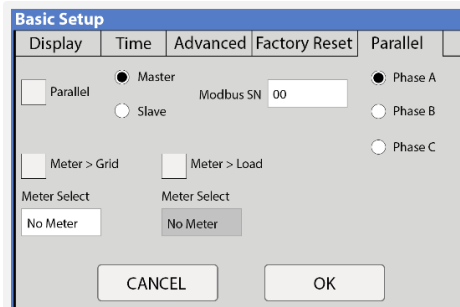 Basic Setup
Display Time Advanced Factory Reset Parallel
Parallel Master Modbus SN 00 Phase A
Slave Phase B
Phase C
Meter > Grid Meter > Load
Meter Select Meter Select
No Meter No Meter
CANCEL OK